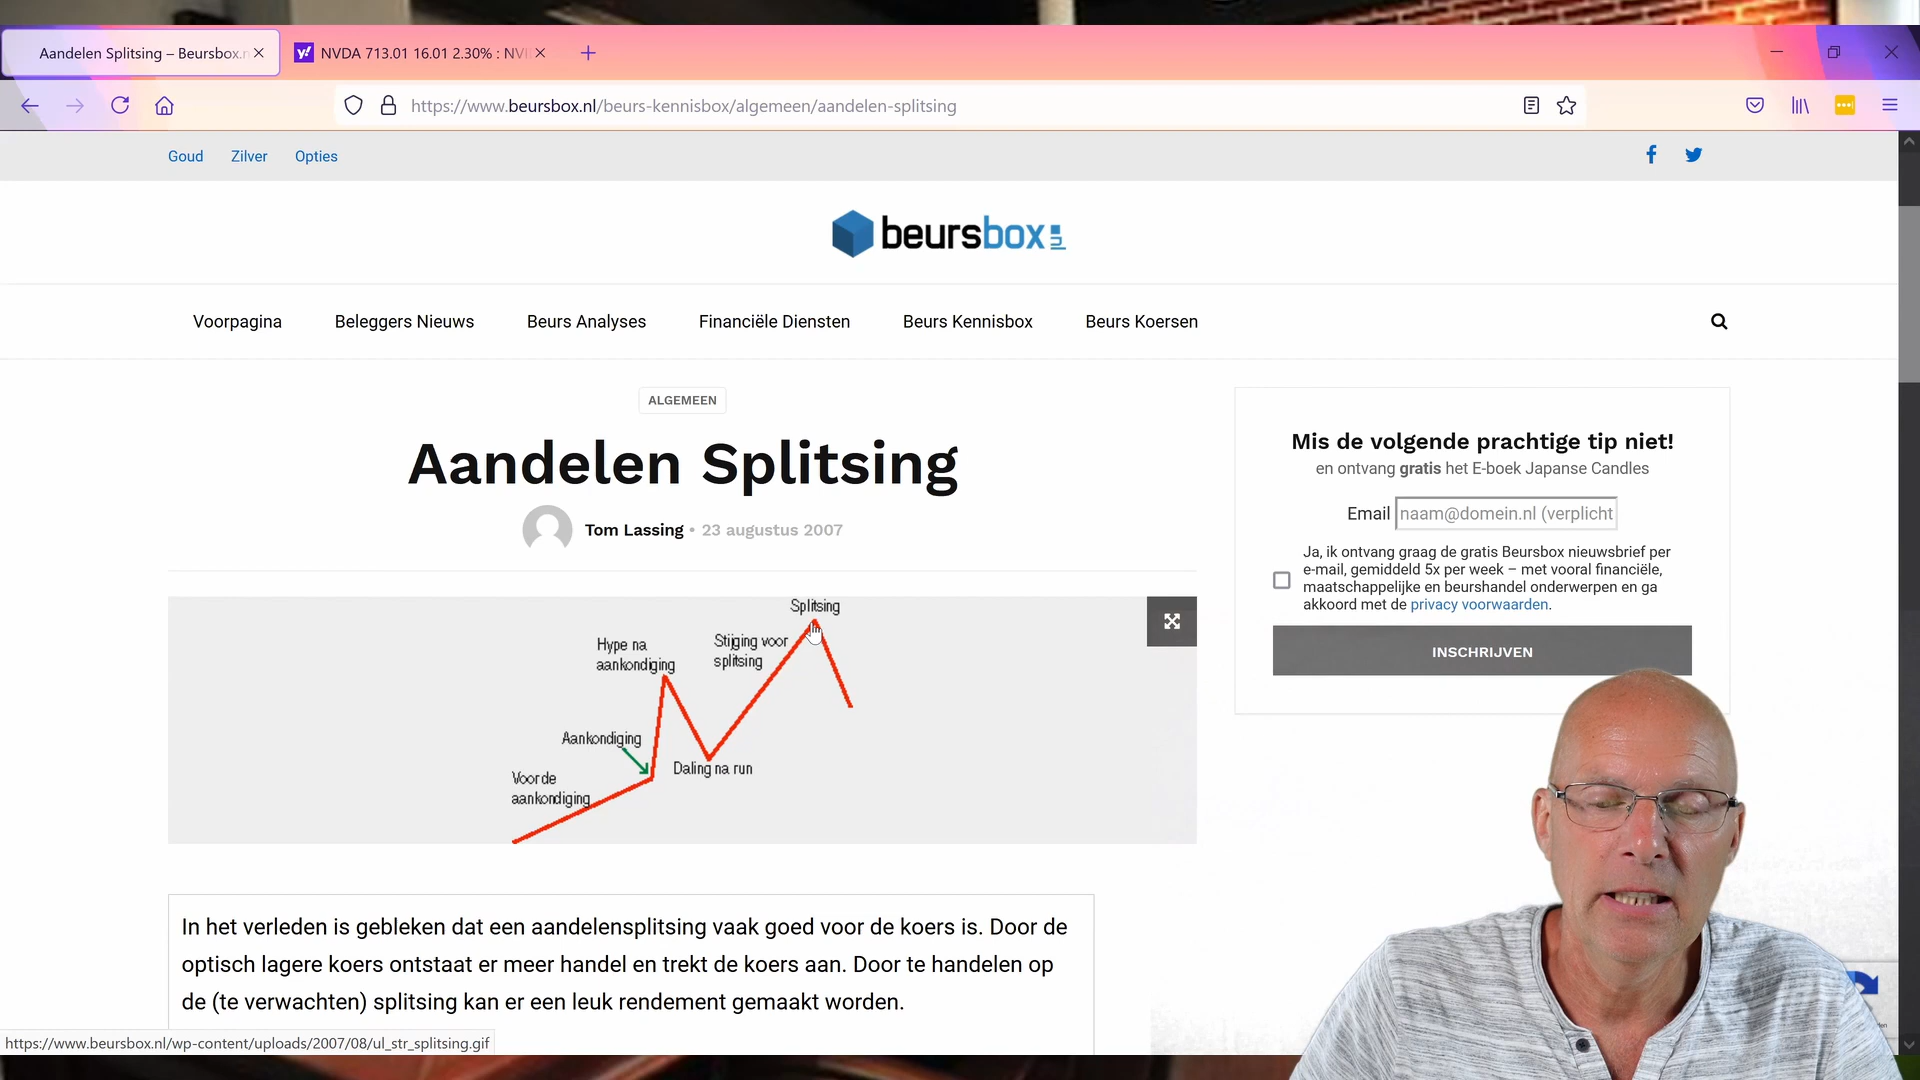 Aandelen Splitsing – Beursbox.n
NVDA 713.01 16.01 2.30% : NVI
https://www.beursbox.nl/beurs-kennisbox/algemeen/aandelen-splitsing
Goud Zilver Opties
beursbox.nl
Voorpagina Beleggers Nieuws Beurs Analyses Financiële Diensten Beurs Kennisbox Beurs Koersen
ALGEMEEN
Aandelen Splitsing
Tom Lassing • 23 augustus 2007
Splitsing
Hype na
aankondiging
Stijging voor
splitsing
Aankondiging
Daling na run
Voor de
aankondiging
Mis de volgende prachtige tip niet!
en ontvang gratis het E-boek Japanse Candles
Email naam@domein.nl (verplicht
Ja, ik ontvang graag de gratis Beursbox nieuwsbrief per
e-mail, gemiddeld 5x per week – met vooral financiële,
maatschappelijke en beurshandel onderwerpen en ga
akkoord met de privacy voorwaarden.
INSCHRIJVEN
In het verleden is gebleken dat een aandelensplitsing vaak goed voor de koers is. Door de
optisch lagere koers ontstaat er meer handel en trekt de koers aan. Door te handelen op
de (te verwachten) splitsing kan er een leuk rendement gemaakt worden.
https://www.beursbox.nl/wp-content/uploads/2007/08/ul_str_splitsing.gif